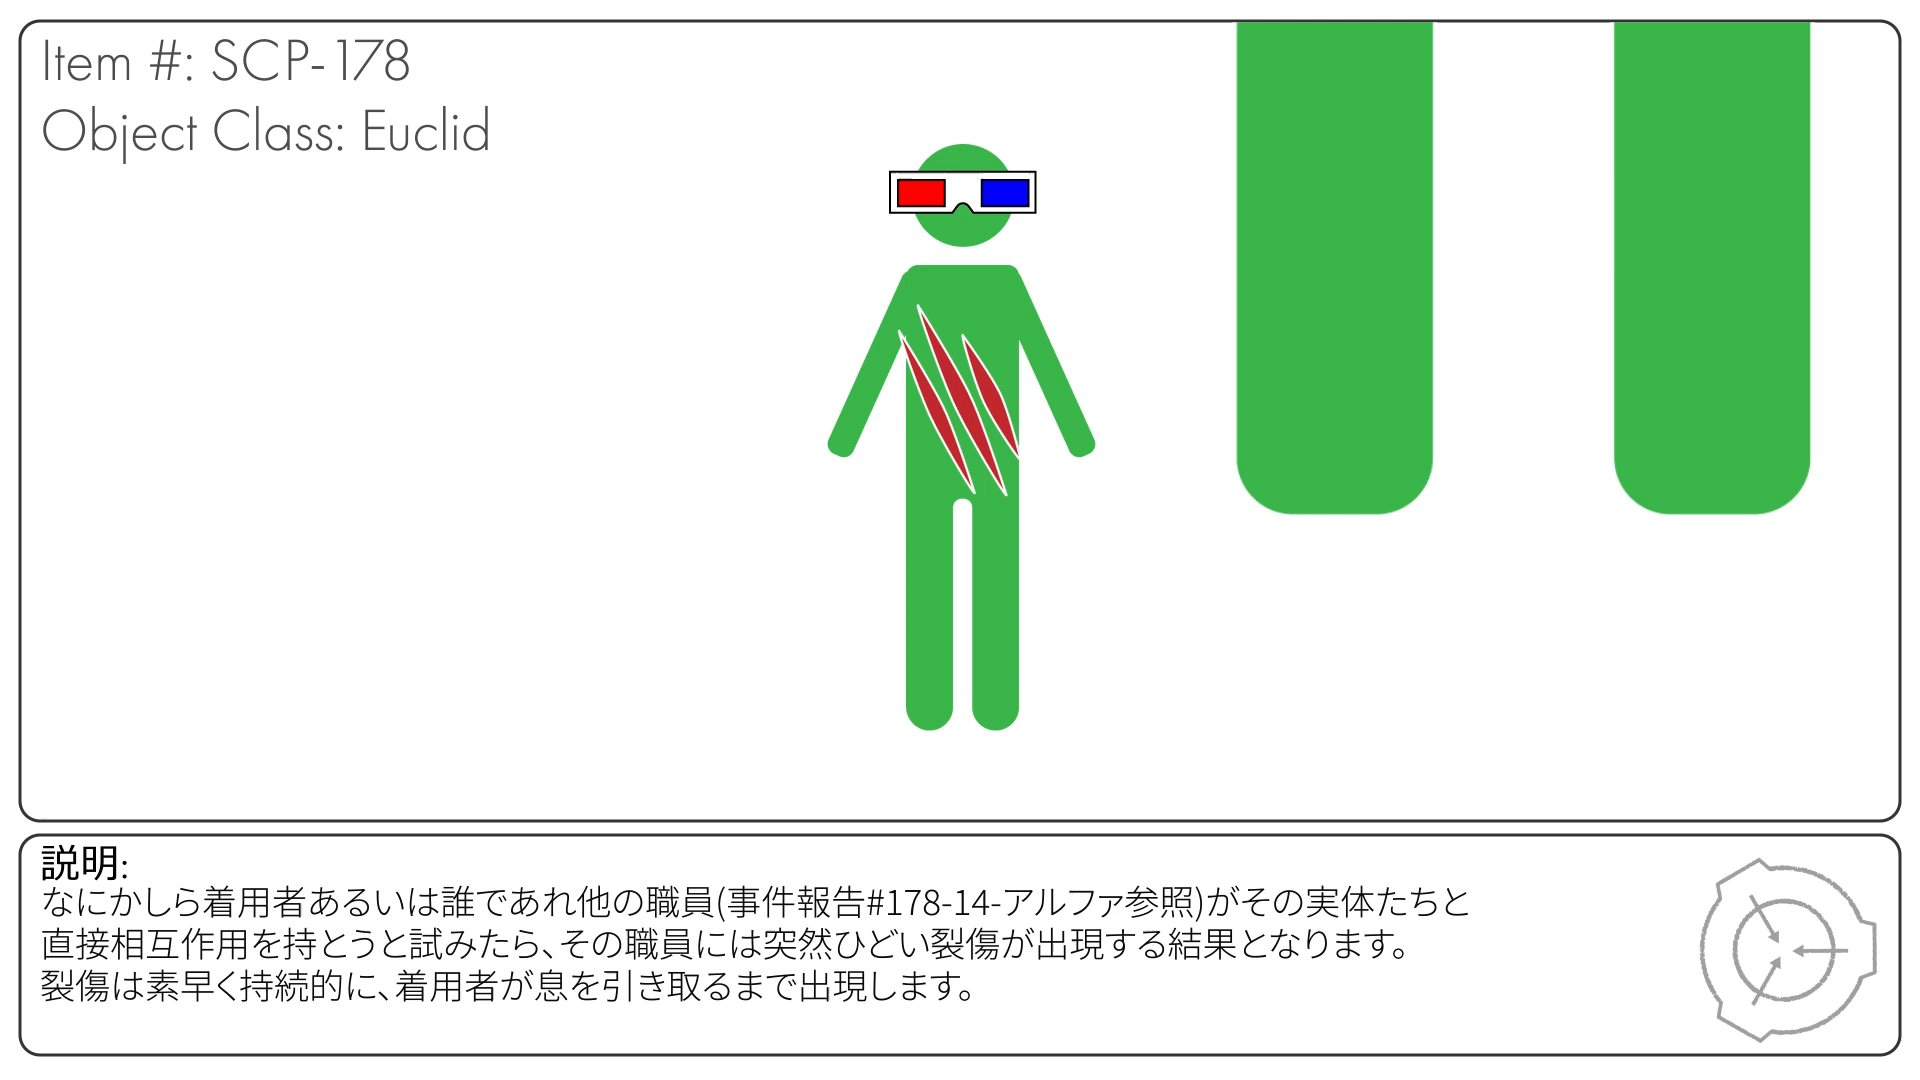 Item #: SCP-178
Object Class: Euclid
説明:
なにかしら着用者あるいは誰であれ他の職員(事件報告#178-14-アルファ参照)がその実体たちと
直接相互作用を持とうと試みたら､その職員には突然ひどい裂傷が出現する結果となります｡
裂傷は素早く持続的に､着用者が息を引き取るまで出現します｡